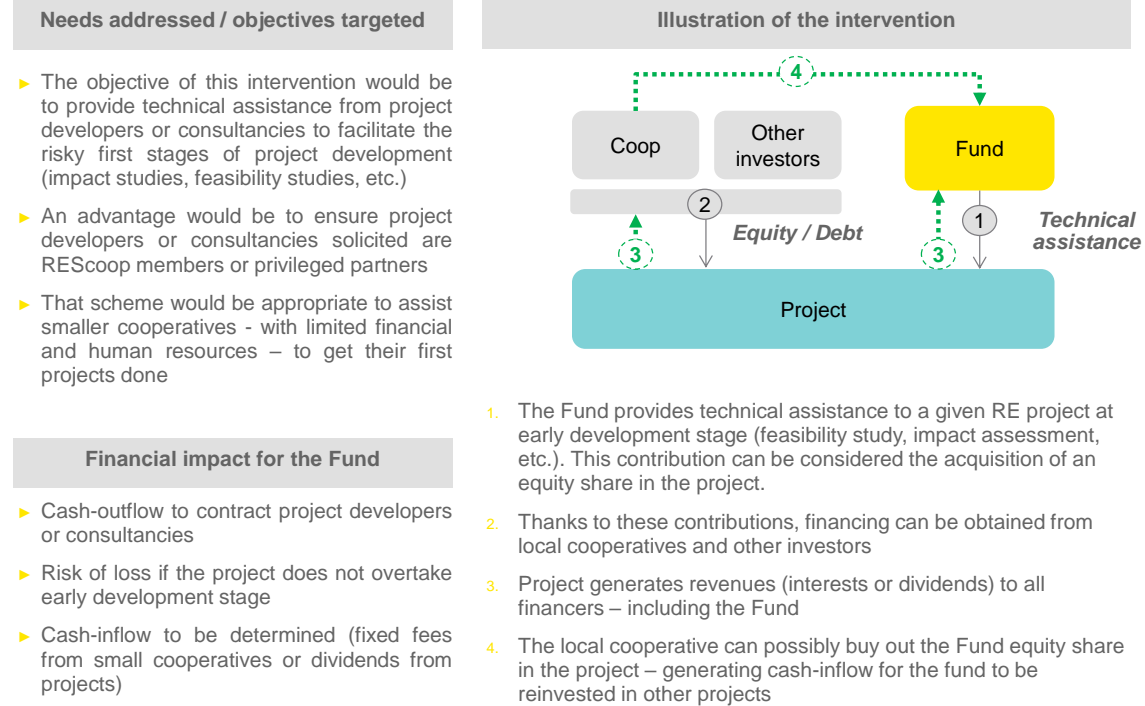 Needs addressed / objectives targeted
► The objective of this intervention would be
to provide technical assistance from project
developers or consultancies to facilitate the
risky first stages of project development
(impact studies, feasibility studies, etc.)
► An advantage would be to ensure project
developers or consultancies solicited are
REScoop members or privileged partners
► That scheme would be appropriate to assist
smaller cooperatives - with limited financial
and human resources – to get their first
projects done
Financial impact for the Fund
► Cash-outflow to contract project developers
or consultancies
► Risk of loss if the project does not overtake
early development stage
► Cash-inflow to be determined (fixed fees
from small cooperatives or dividends from
projects)
Illustration of the intervention
4
Coop
Other
investors
Fund
2
Equity / Debt
1
Technical
assistance
3
3
Project
1. The Fund provides technical assistance to a given RE project at
early development stage (feasibility study, impact assessment,
etc.). This contribution can be considered the acquisition of an
equity share in the project.
2. Thanks to these contributions, financing can be obtained from
local cooperatives and other investors
3. Project generates revenues (interests or dividends) to all
financers – including the Fund
4. The local cooperative can possibly buy out the Fund equity share
in the project – generating cash-inflow for the fund to be
reinvested in other projects